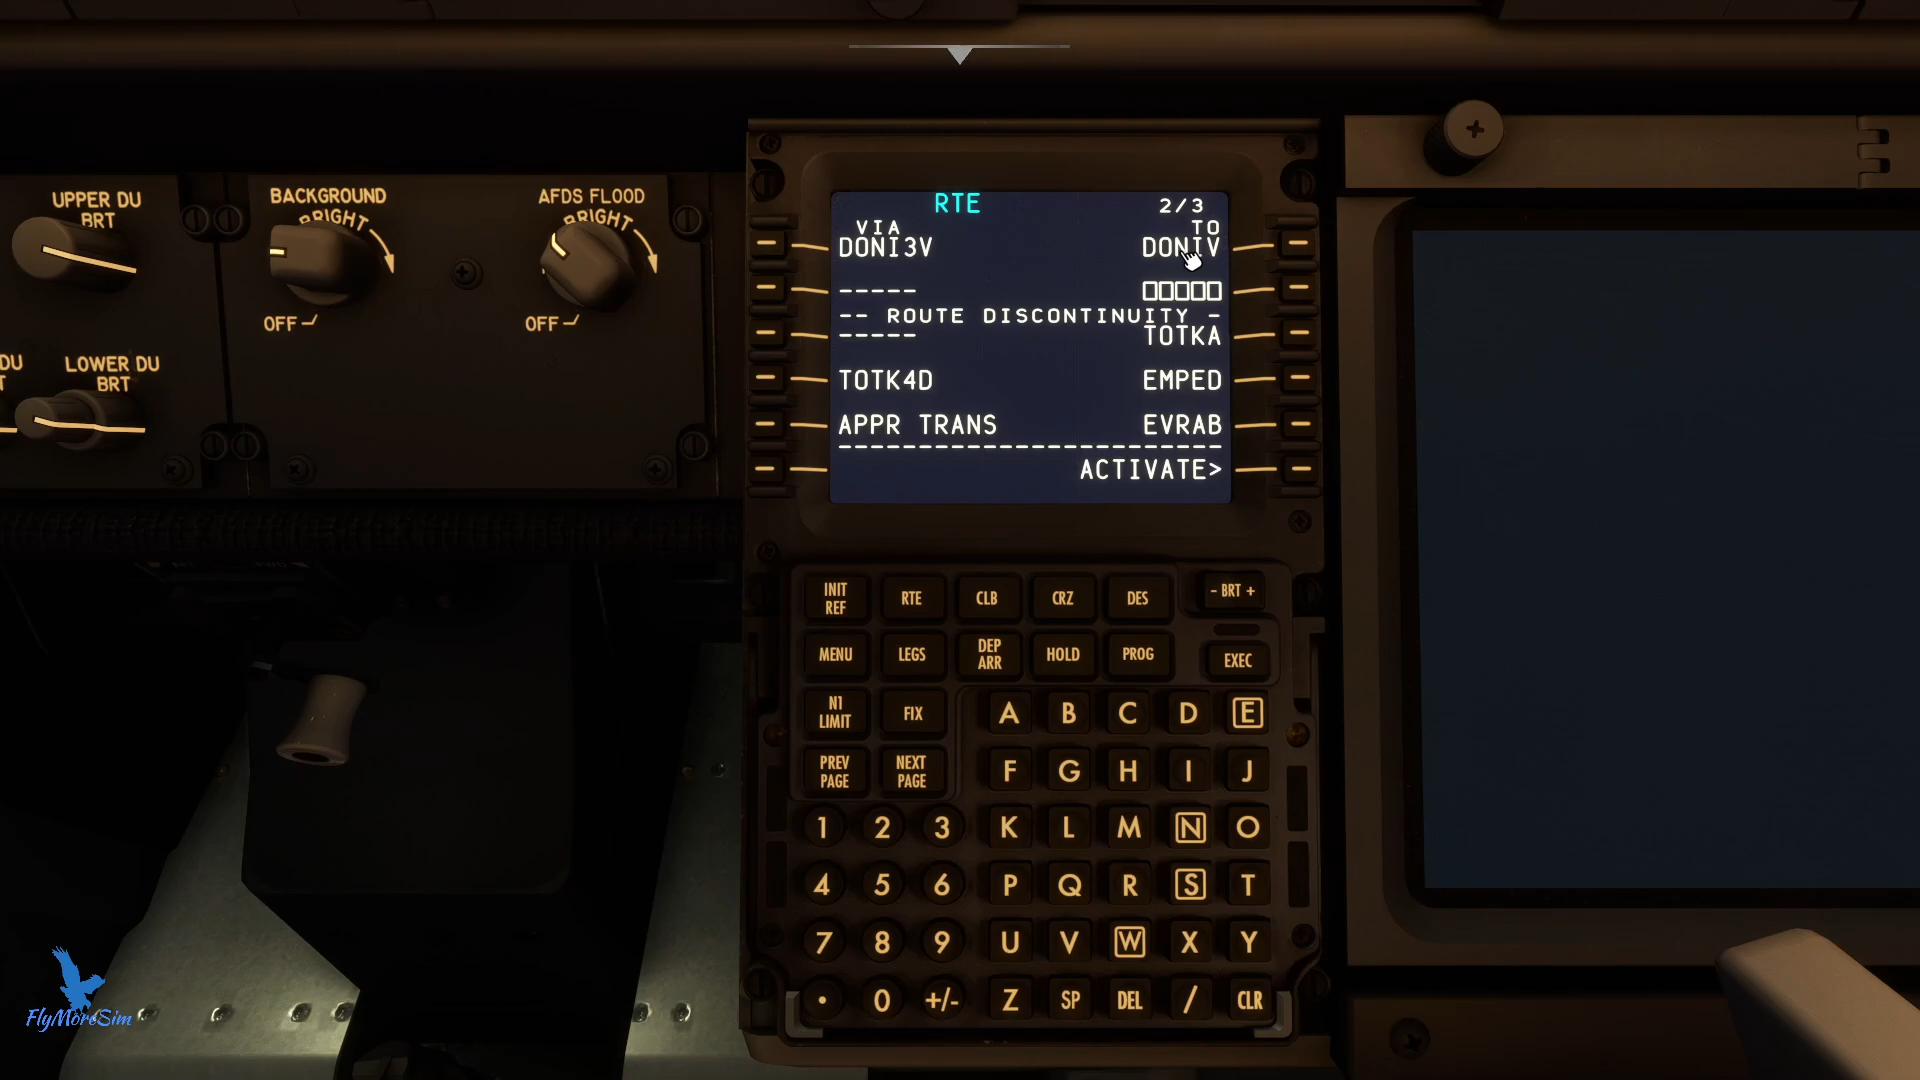 UPPER DU
BRT
BACKGROUND
BRIGHT
OFF
AFDS FLOOD
BRIGHT
OFF
DU
T
LOWER DU
BRT
RTE 2/3
VIA TO
DONI3V DONIV
----- □□□□□
-- ROUTE DISCONTINUITY -
----- TOTKA
TOTK4D EMPED
APPR TRANS EVRAB
------------------------
ACTIVATE>
INIT
REF
RTE
CLB
CRZ
DES
- BRT +
MENU
LEGS
DEP
ARR
HOLD
PROG
EXEC
N1
LIMIT
FIX
PREV
PAGE
NEXT
PAGE
A B C D E
F G H I J
1 2 3 K L M N O
4 5 6 P Q R S T
7 8 9 U V W X Y
. 0 +/- Z SP DEL / CLR
FlyMoreSim